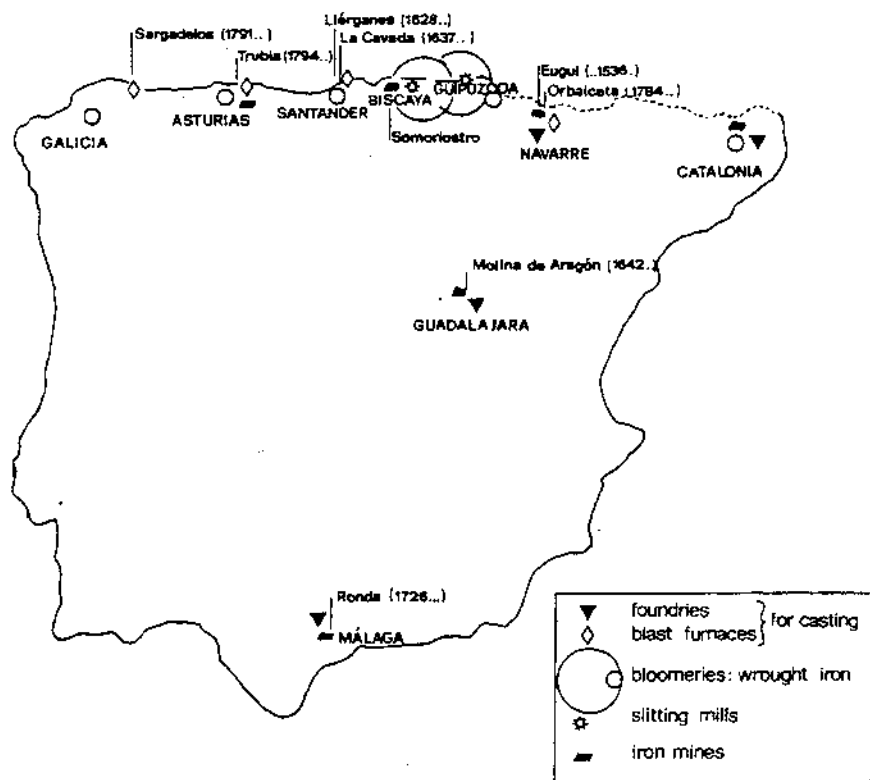 Llérganes (1628..)
Sargadelos (1791..)
La Cavada (1637..)
Trubia (1794..)
Eugui (..1536.)
Orbaiceta (1784..)
GUIPUZCOA
BISCAYA
SANTANDER
ASTURIAS
GALICIA
Somorrostro
NAVARRE
CATALONIA
Molina de Aragón (1642..)
GUADALAJARA
Ronda (1726...)
MÁLAGA
foundries
blast furnaces
for casting
bloomeries: wrought iron
slitting mills
iron mines